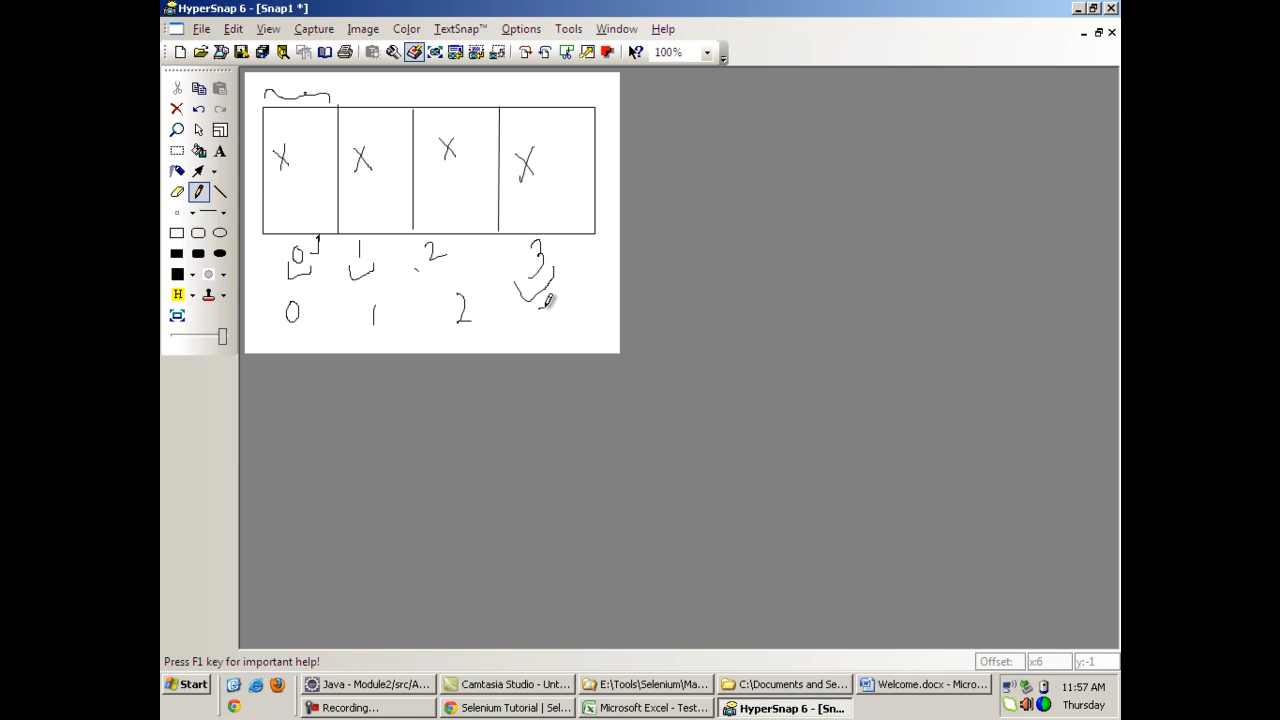 HyperSnap 6 - [Snap1 *]
File Edit View Capture Image Color TextSnap™ Options Tools Window Help
100%
X X X X
0 1 2 3
0 1 2
Press F1 key for important help!
Offset: x:6 y:-1
Start Java - Module2/src/A... Camtasia Studio - Unt... E:\Tools\Selenium\Ma... C:\Documents and Se... Welcome.docx - Micro... 11:57 AM
Recording... Selenium Tutorial | Sel... Microsoft Excel - Test... HyperSnap 6 - [Sn... Thursday